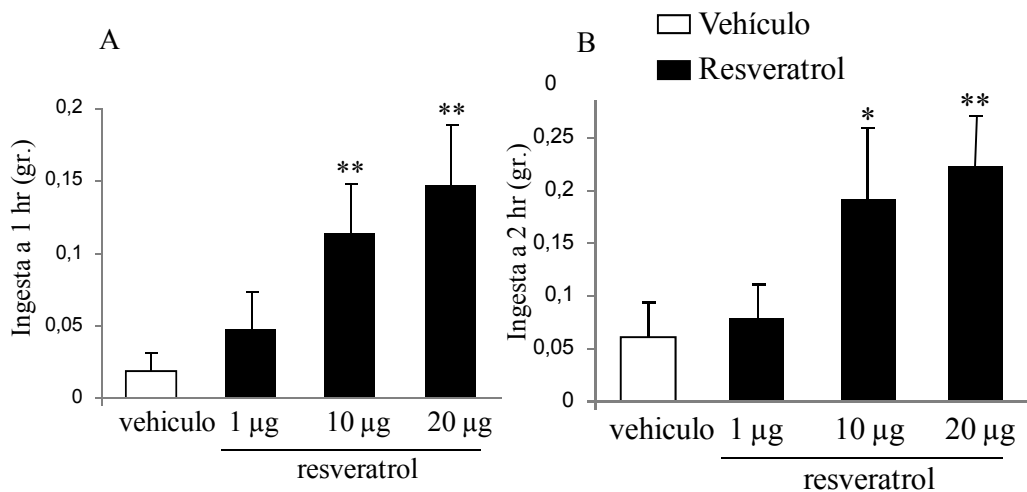 A
Ingesta a 1 hr (gr.)
0,2
0,15
0,1
0,05
0
**
**
vehiculo
1 µg
10 µg
20 µg
resveratrol
B
Vehículo
Resveratrol
Ingesta a 2 hr (gr.)
0
0,25
0,2
0,15
0,1
0,05
0
*
**
vehiculo
1 µg
10 µg
20 µg
resveratrol